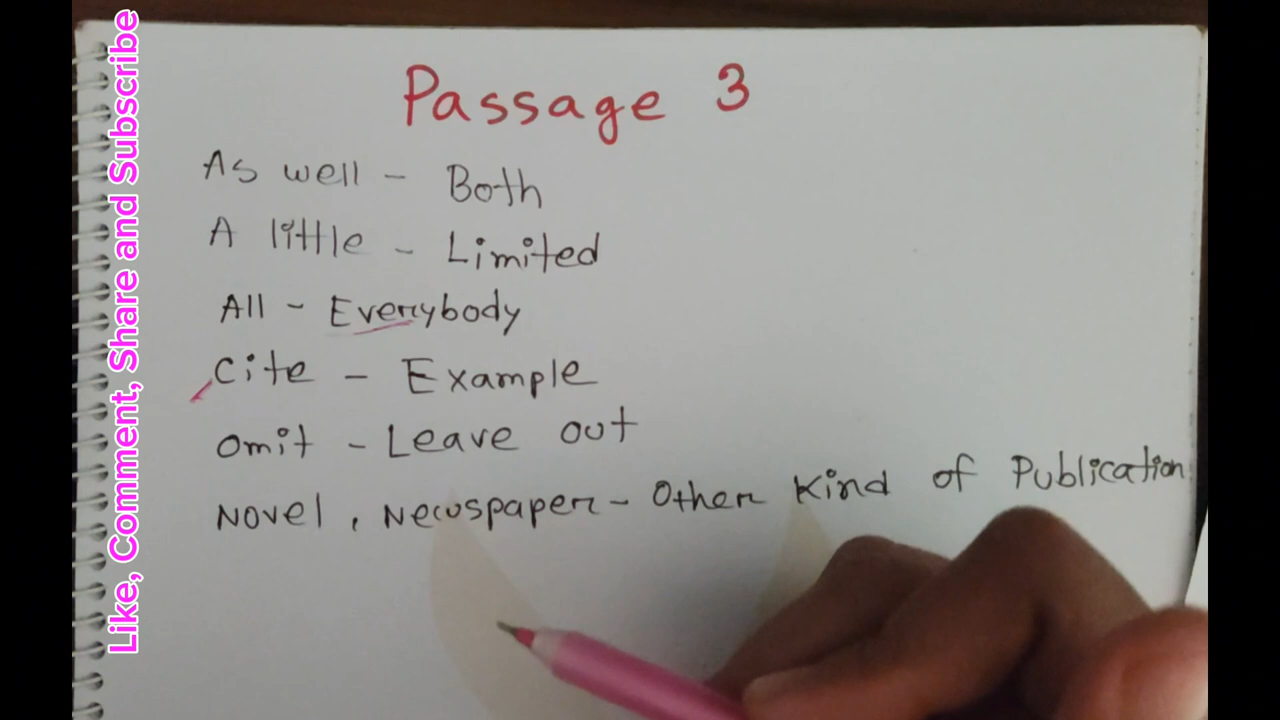 Like, Comment, Share and Subscribe
Passage 3
As well - Both
A little - Limited
All - Everybody
Cite - Example
Omit - Leave out
Novel, Newspaper - Other Kind of Publication